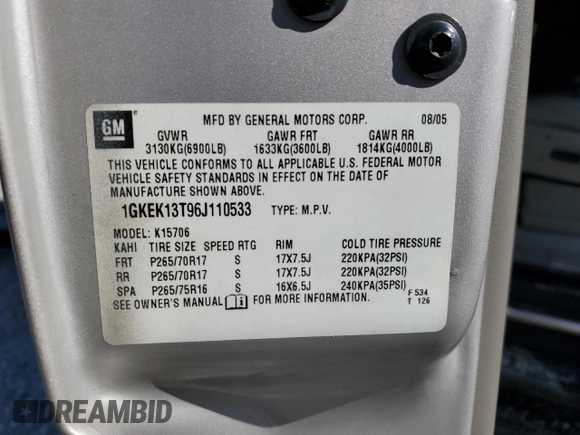 GM
MFD BY GENERAL MOTORS CORP. 08/05
GVWR GAWR FRT GAWR RR
3130KG(6900LB) 1633KG(3600LB) 1814KG(4000LB)
THIS VEHICLE CONFORMS TO ALL APPLICABLE U.S. FEDERAL MOTOR
VEHICLE SAFETY STANDARDS IN EFFECT ON THE DATE OF
MANUFACTURE SHOWN ABOVE.
1GKEK13T96J110533 TYPE: M.P.V.
MODEL: K15706
KAHI TIRE SIZE SPEED RTG RIM COLD TIRE PRESSURE
FRT P265/70R17 S 17X7.5J 220KPA(32PSI)
RR P265/70R17 S 17X7.5J 220KPA(32PSI)
SPA P265/75R16 S 16X6.5J 240KPA(35PSI)
SEE OWNER'S MANUAL i FOR MORE INFORMATION.
F 534
T 126
DREAMBID